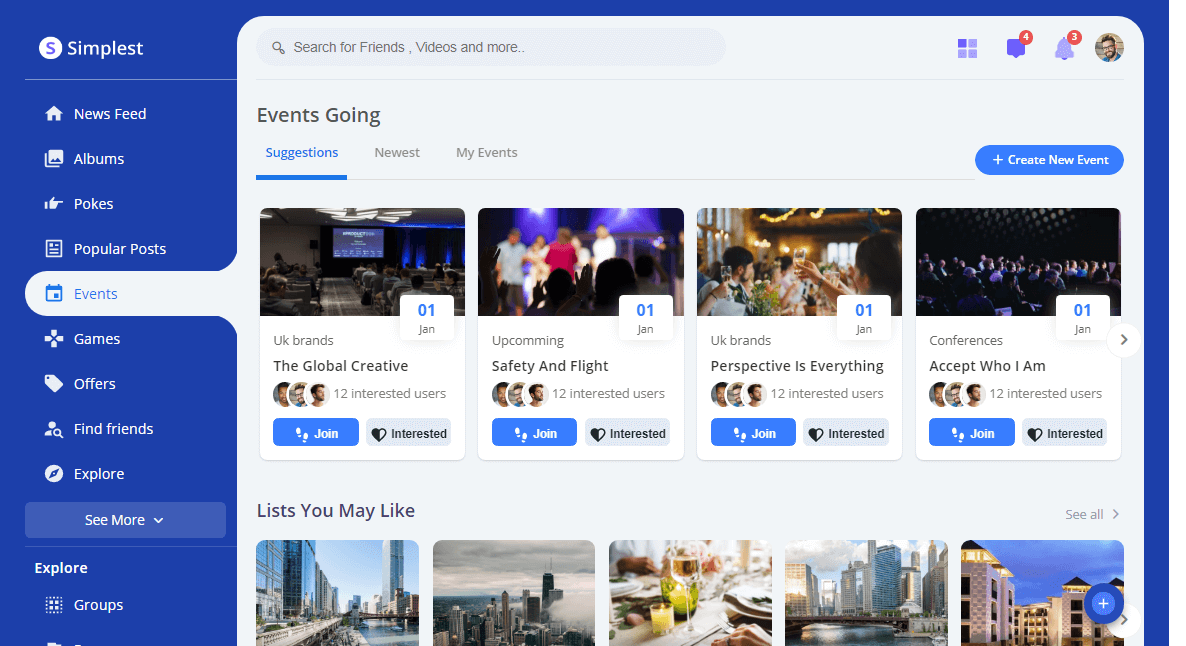 S Simplest
Search for Friends , Videos and more..
4
3
News Feed
Albums
Pokes
Popular Posts
Events
Games
Offers
Find friends
Explore
See More
Explore
Groups
Events Going
Suggestions Newest My Events
+ Create New Event
01
Jan
Uk brands
The Global Creative
12 interested users
Join Interested
01
Jan
Upcomming
Safety And Flight
12 interested users
Join Interested
01
Jan
Uk brands
Perspective Is Everything
12 interested users
Join Interested
01
Jan
Conferences
Accept Who I Am
12 interested users
Join Interested
Lists You May Like
See all